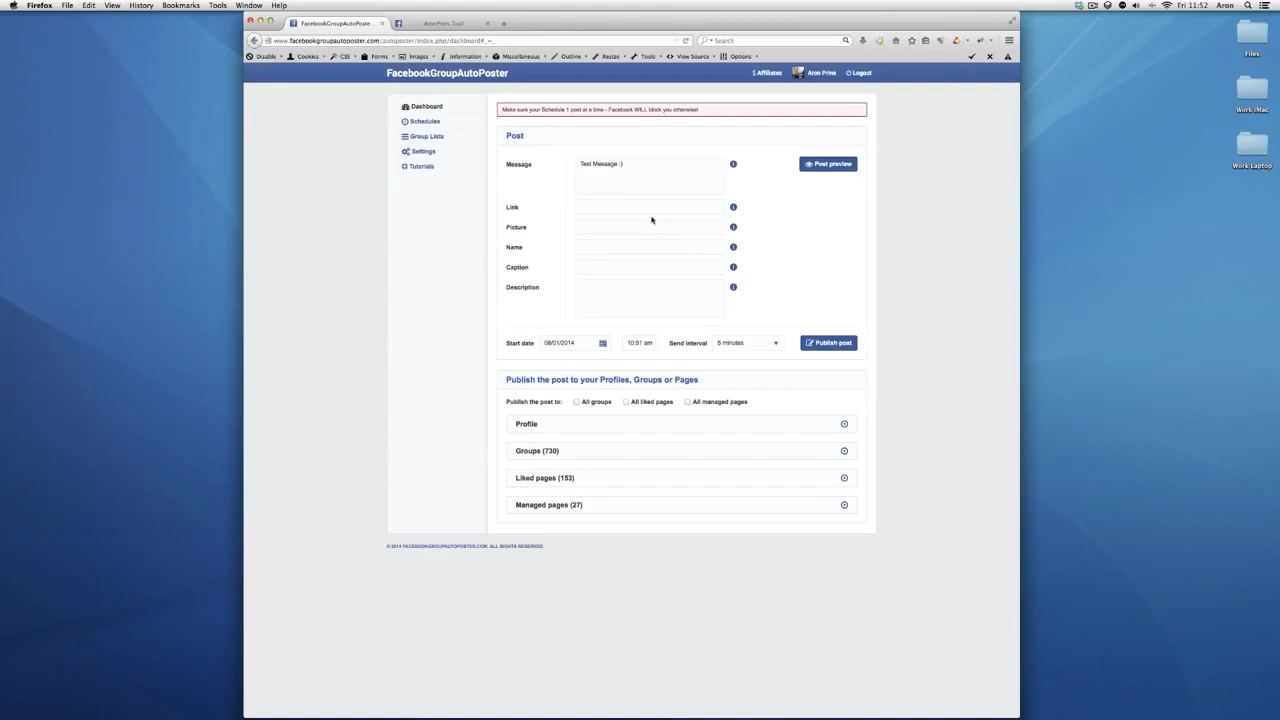 Firefox File Edit View History Bookmarks Tools Window Help Fri 11:52 Aron
FacebookGroupAutoPoste... AronPrins Tool
www.facebookgroupautoposter.com/autoposter/index.php/dashboard#_=_ Search
Disable Cookies CSS Forms Images Information Miscellaneous Outline Resize Tools View Source Options
FacebookGroupAutoPoster $ Affiliates Aron Prins Logout
Dashboard
Schedules
Group Lists
Settings
Tutorials
Make sure your Schedule 1 post at a time - Facebook WILL block you otherwise!
Post
Message Test Message :) Post preview
Link
Picture
Name
Caption
Description
Start date 08/01/2014 10:51 am Send interval 5 minutes Publish post
Publish the post to your Profiles, Groups or Pages
Publish the post to: All groups All liked pages All managed pages
Profile
Groups (730)
Liked pages (153)
Managed pages (27)
© 2014 FACEBOOKGROUPAUTOPOSTER.COM. ALL RIGHTS RESERVED.
Files
Work iMac
Work Laptop